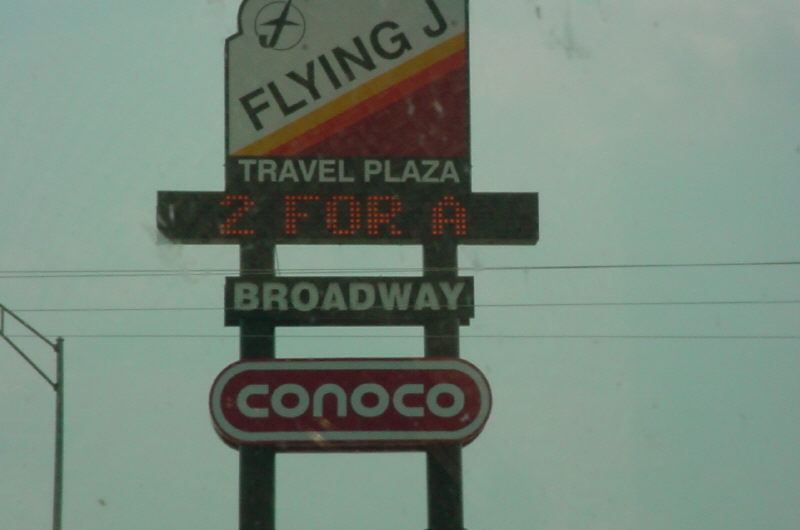 FLYING J.
TRAVEL PLAZA
2 FOR A
BROADWAY
CONOCO